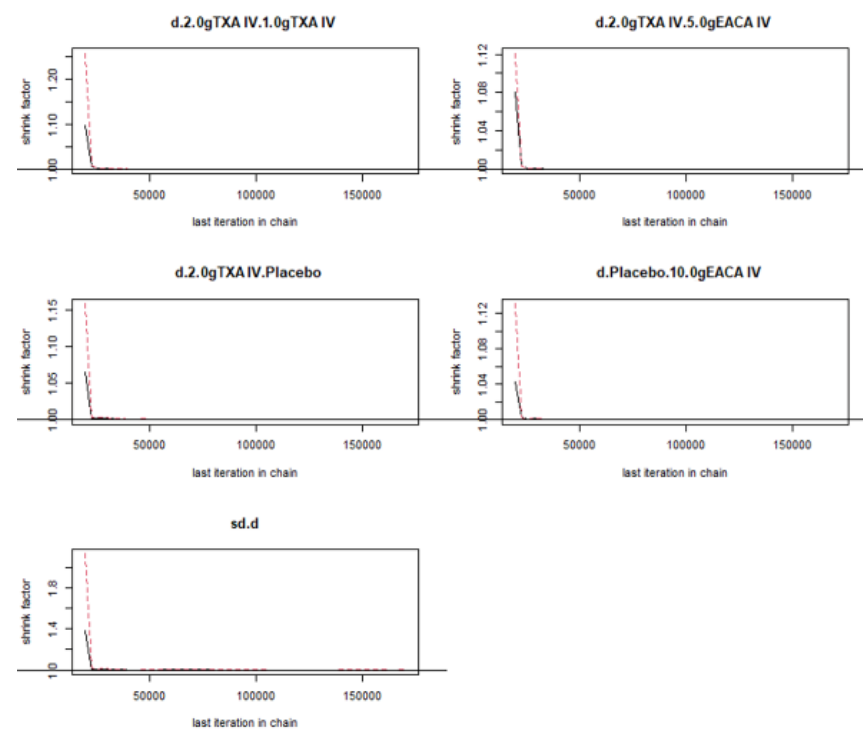 d.2.0gTXA IV.1.0gTXA IV
shrink factor
1.00 1.10 1.20
50000 100000 150000
last iteration in chain
d.2.0gTXA IV.5.0gEACA IV
shrink factor
1.00 1.04 1.08 1.12
50000 100000 150000
last iteration in chain
d.2.0gTXA IV.Placebo
shrink factor
1.00 1.05 1.10 1.15
50000 100000 150000
last iteration in chain
d.Placebo.10.0gEACA IV
shrink factor
1.00 1.04 1.08 1.12
50000 100000 150000
last iteration in chain
sd.d
shrink factor
1.0 1.4 1.8
50000 100000 150000
last iteration in chain